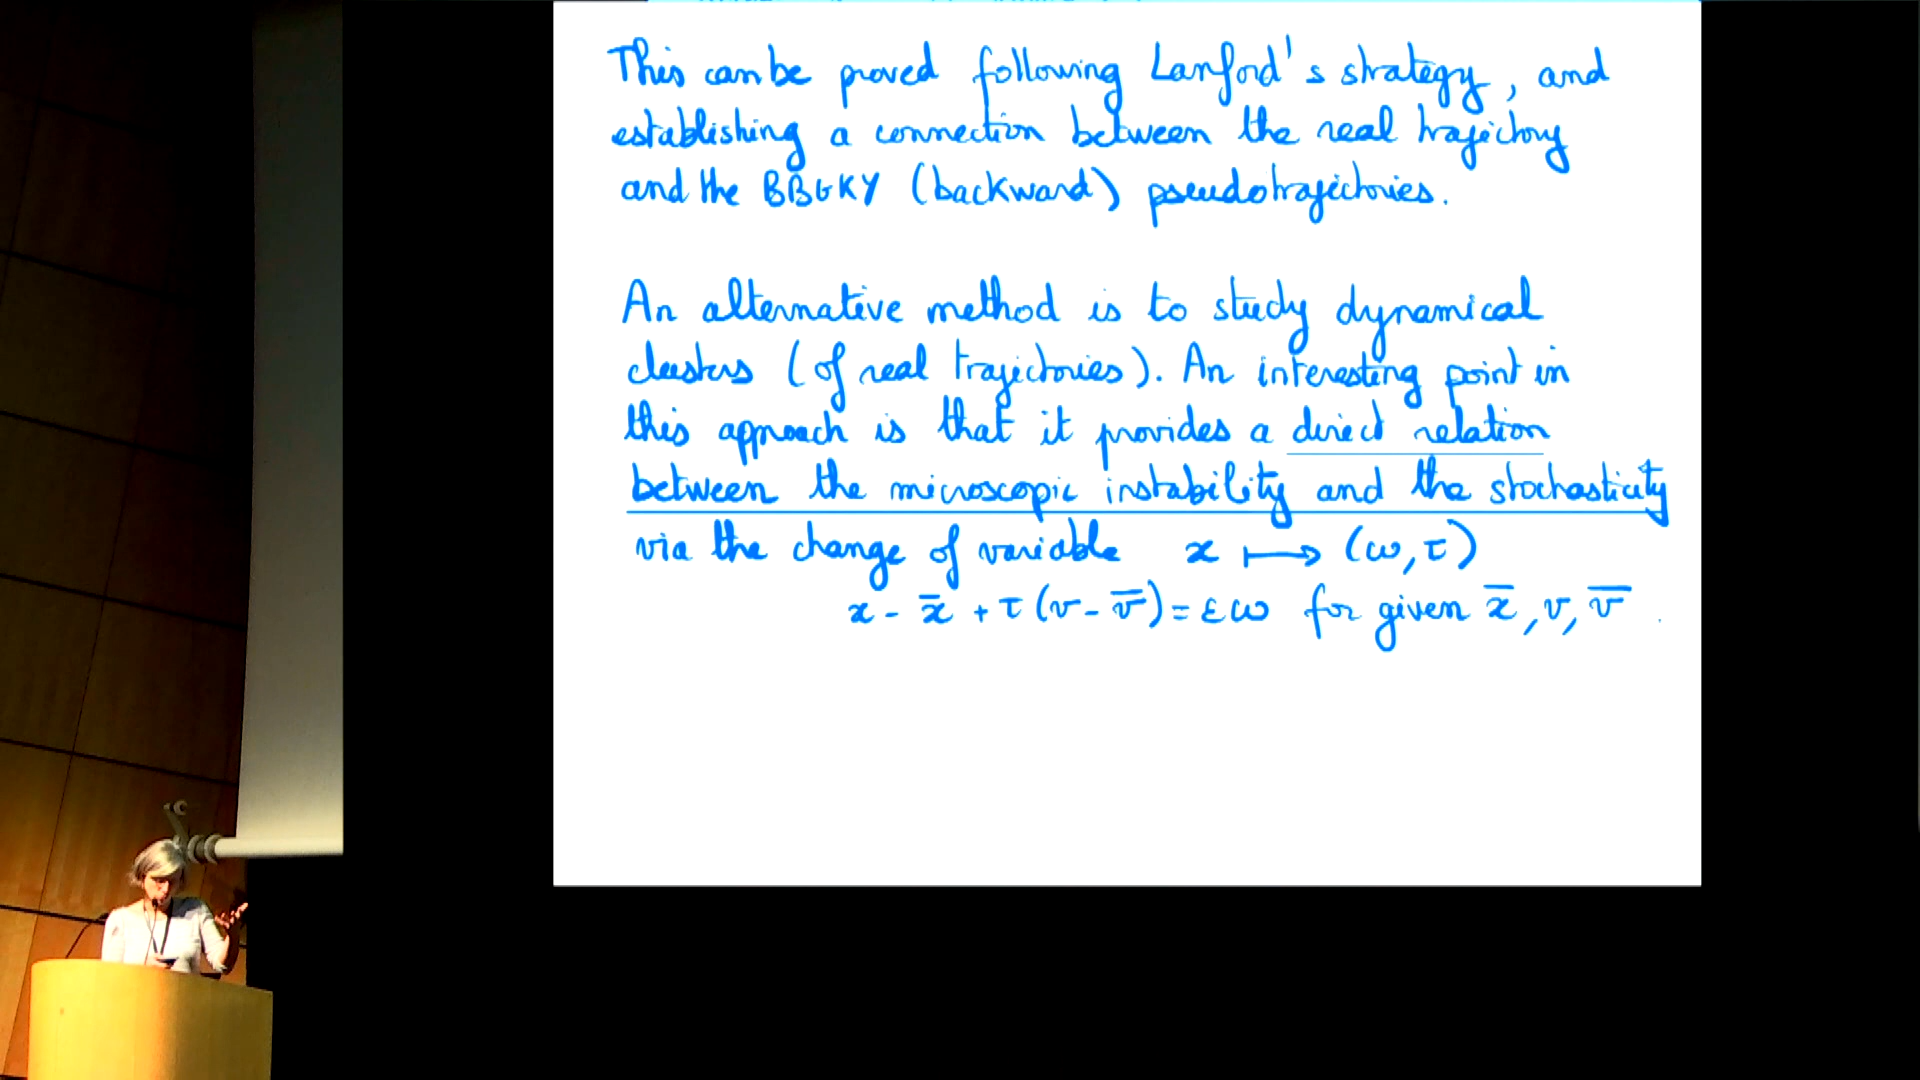 This can be proved following Lanford's strategy, and
establishing a connection between the real trajectory
and the BBGKY (backward) pseudotrajectories.
An alternative method is to study dynamical
clusters (of real trajectories). An interesting point in
this approach is that it provides a direct relation
between the microscopic instability and the stochasticity
via the change of variable x ⟼ (ω, τ)
x - x̄ + τ(v - v̄) = εω for given x̄, v, v̄.